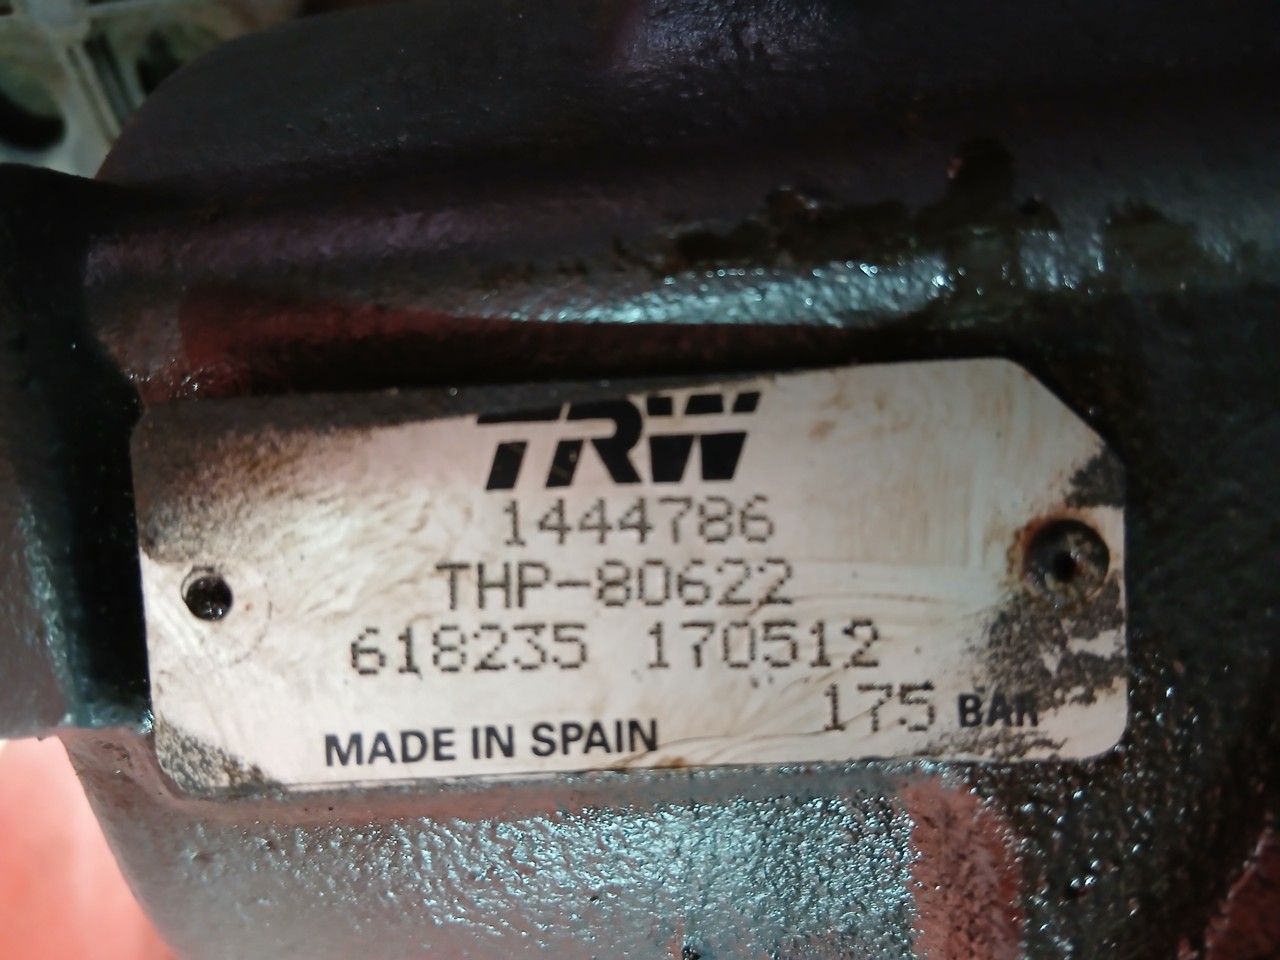 TRW
1444786
THP-80622
618235 170512
175 BAR
MADE IN SPAIN